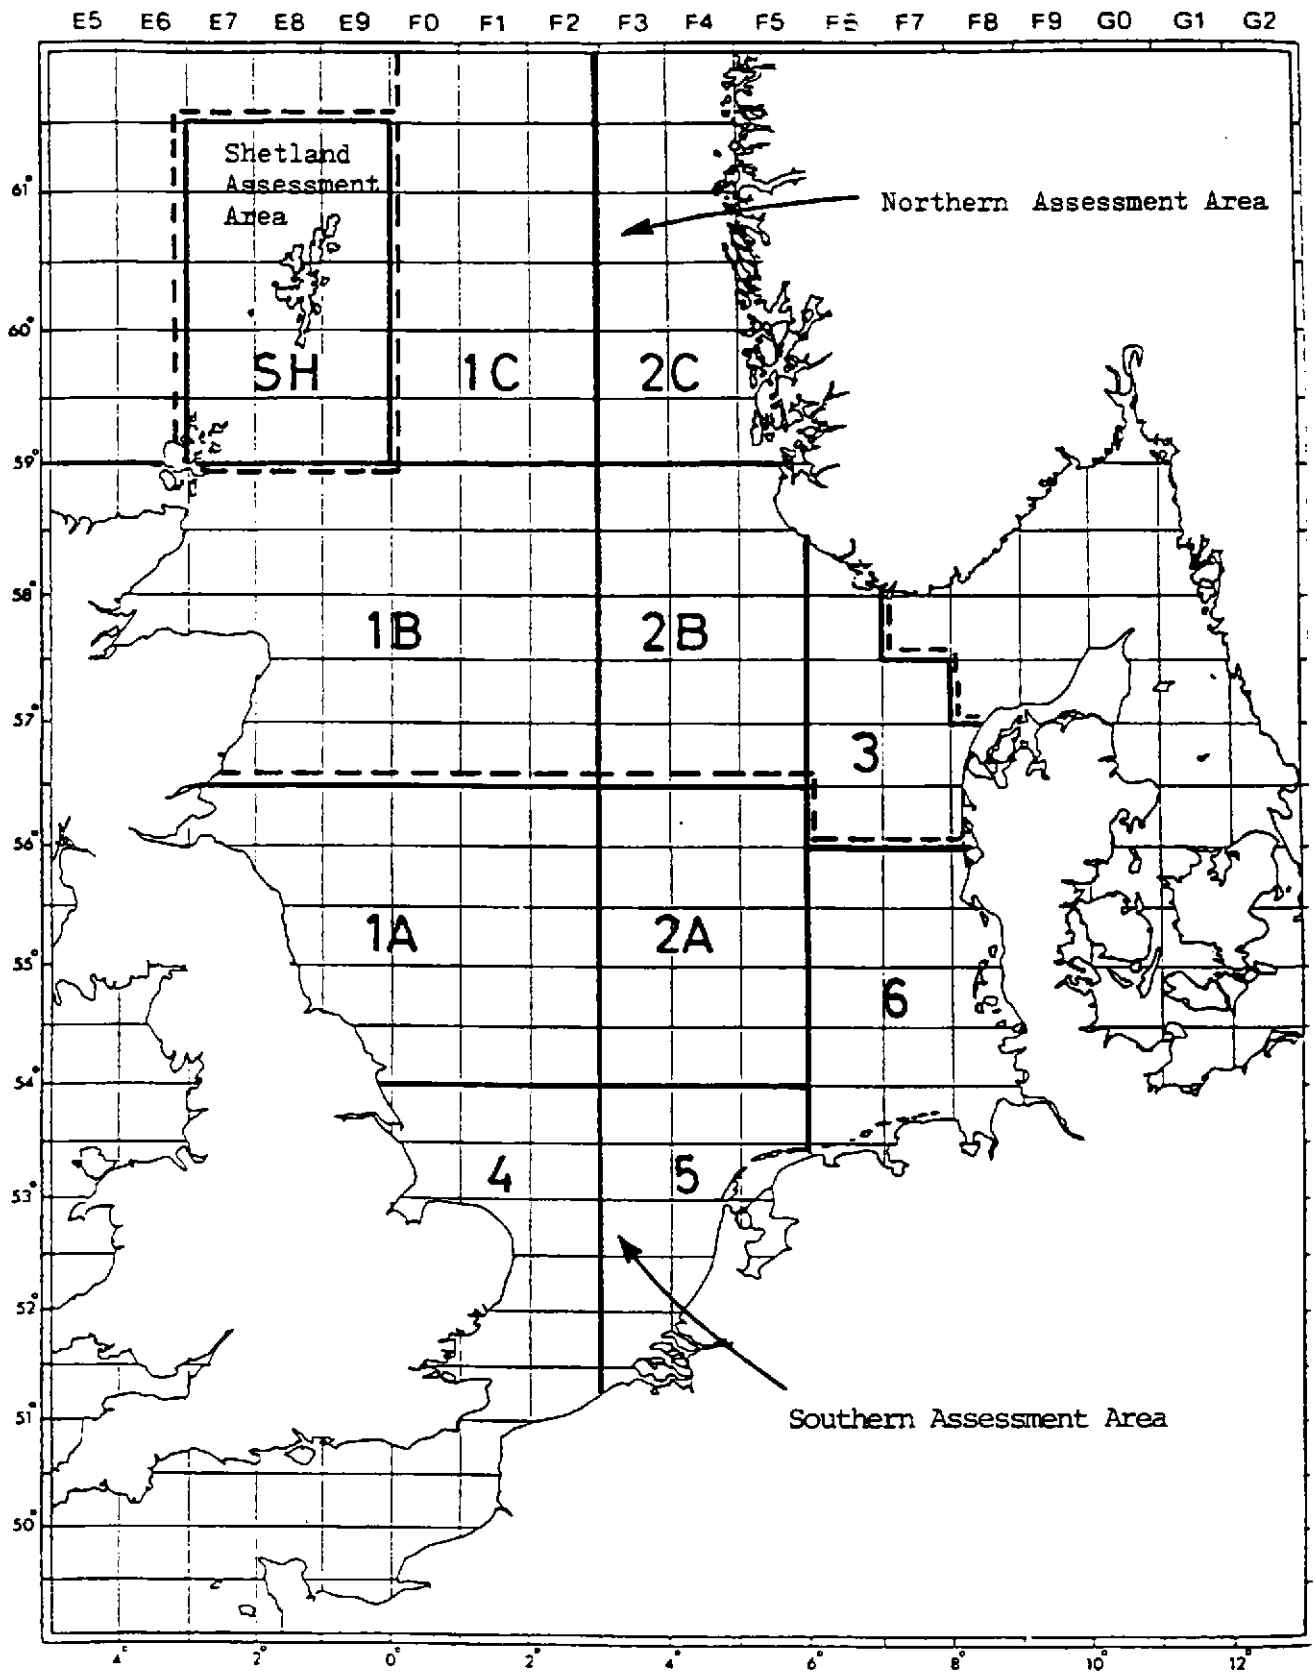 E5 E6 E7 E8 E9 F0 F1 F2 F3 F4 F5 F6 F7 F8 F9 G0 G1 G2
Shetland
Assessment
Area
61°
Northern Assessment Area
60°
SH 1C 2C
59°
58°
1B 2B
57°
3
56°
1A 2A
55°
6
54°
4 5
53°
52°
51°
Southern Assessment Area
50°
4° 2° 0° 2° 4° 6° 8° 10° 12°